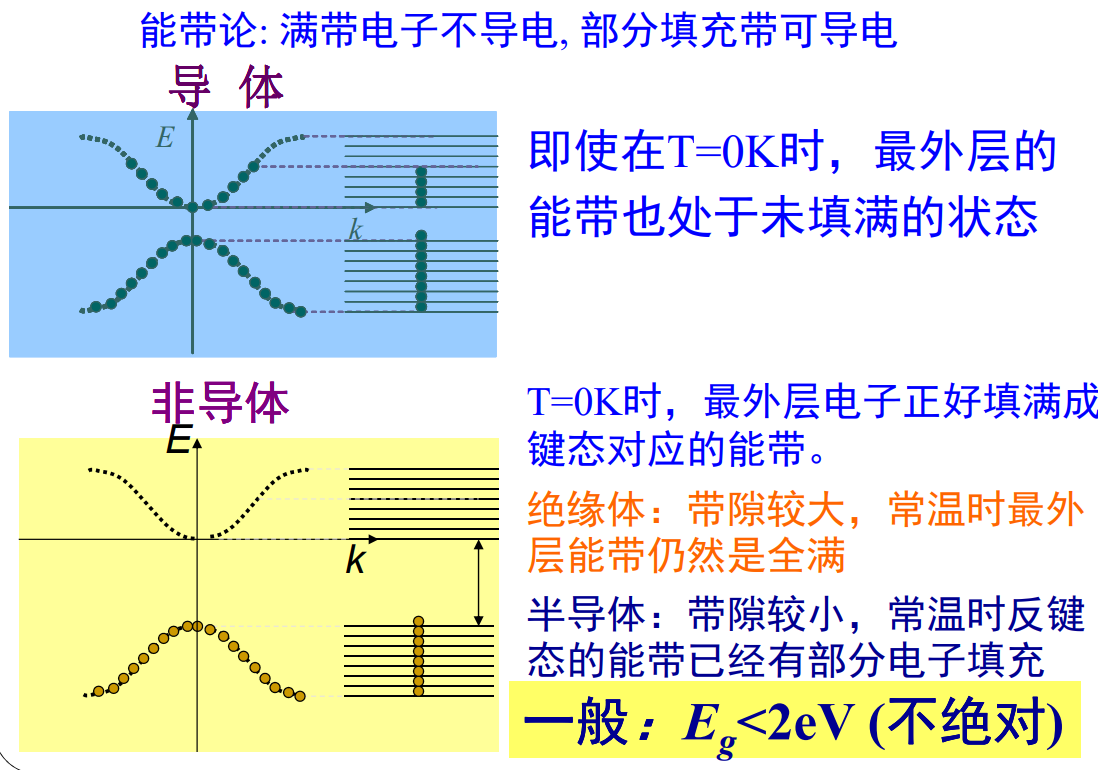 能带论: 满带电子不导电, 部分填充带可导电
导 体
E
k
即使在T=0K时，最外层的
能带也处于未填满的状态
非导体
E
k
T=0K时，最外层电子正好填满成
键态对应的能带。
绝缘体：带隙较大，常温时最外
层能带仍然是全满
半导体：带隙较小，常温时反键
态的能带已经有部分电子填充
一般：Eg<2eV (不绝对)